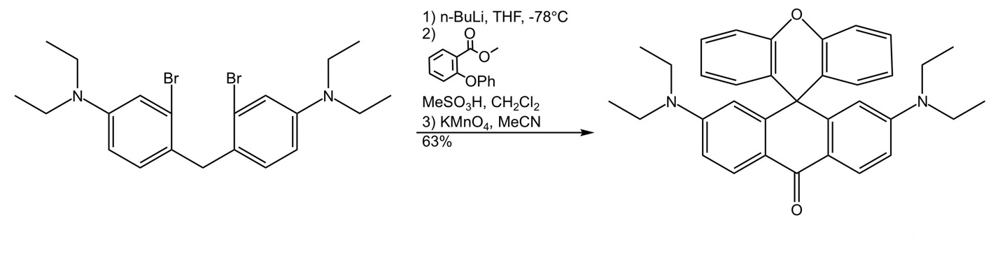 1) n-BuLi, THF, -78°C
2)
O
O
OPh
MeSO₃H, CH₂Cl₂
3) KMnO₄, MeCN
63%
N
Br
Br
N
O
N
N
O